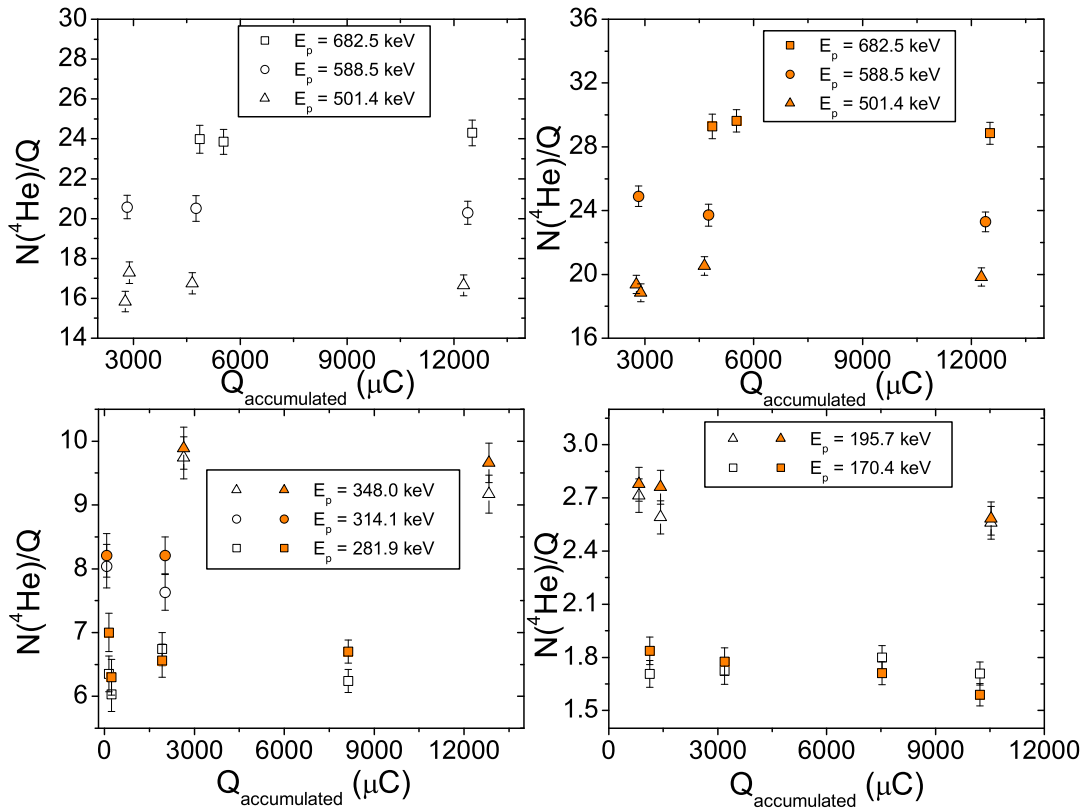 30
28
26
24
22
20
18
16
14
N(⁴He)/Q
Eₚ = 682.5 keV
Eₚ = 588.5 keV
Eₚ = 501.4 keV
3000 6000 9000 12000
Q_accumulated (μC)
36
32
28
24
20
16
N(⁴He)/Q
Eₚ = 682.5 keV
Eₚ = 588.5 keV
Eₚ = 501.4 keV
3000 6000 9000 12000
Q_accumulated (μC)
10
9
8
7
6
N(⁴He)/Q
Eₚ = 348.0 keV
Eₚ = 314.1 keV
Eₚ = 281.9 keV
0 3000 6000 9000 12000
Q_accumulated (μC)
3.0
2.7
2.4
2.1
1.8
1.5
N(⁴He)/Q
Eₚ = 195.7 keV
Eₚ = 170.4 keV
0 3000 6000 9000 12000
Q_accumulated (μC)